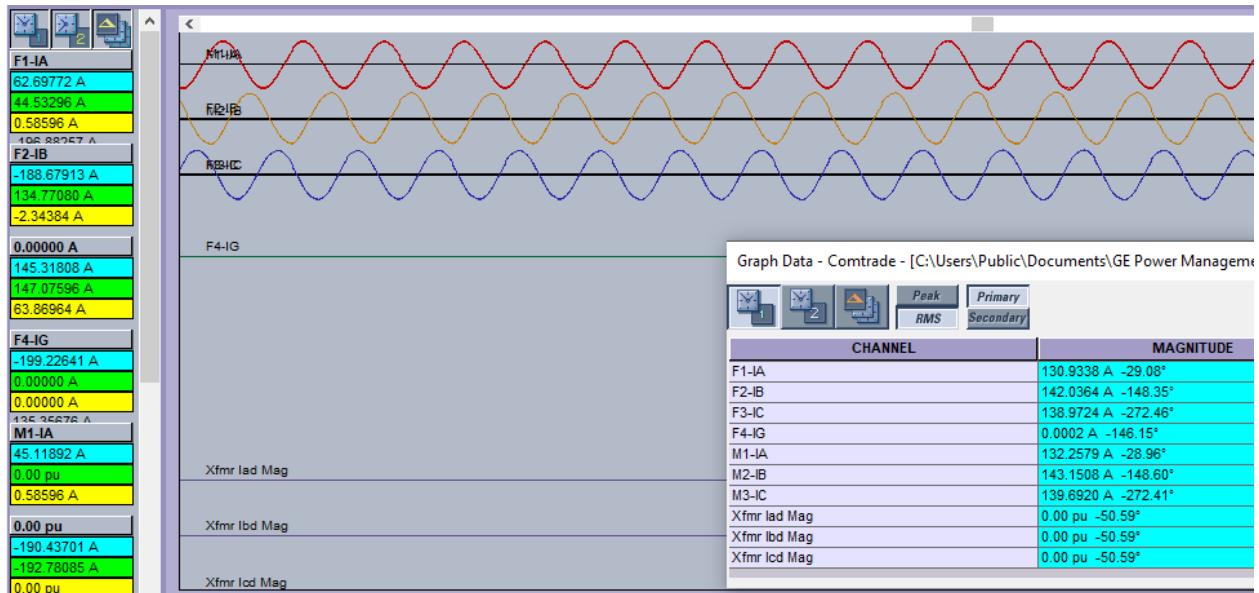 1
2
F1-IA
62.69772 A
44.53296 A
0.58596 A
-196.88257 A
F2-IB
-188.67913 A
134.77080 A
-2.34384 A
0.00000 A
145.31808 A
147.07596 A
63.86964 A
F4-IG
-199.22641 A
0.00000 A
0.00000 A
135.35676 A
M1-IA
45.11892 A
0.00 pu
0.58596 A
0.00 pu
-190.43701 A
-192.78085 A
0.00 pu
F4-IG
Xfmr Iad Mag
Xfmr Ibd Mag
Xfmr Icd Mag
Graph Data - Comtrade - [C:\Users\Public\Documents\GE Power Manageme
1
2
Peak
RMS
Primary
Secondary
CHANNEL MAGNITUDE
F1-IA 130.9338 A -29.08°
F2-IB 142.0364 A -148.35°
F3-IC 138.9724 A -272.46°
F4-IG 0.0002 A -146.15°
M1-IA 132.2579 A -28.96°
M2-IB 143.1508 A -148.60°
M3-IC 139.6920 A -272.41°
Xfmr Iad Mag 0.00 pu -50.59°
Xfmr Ibd Mag 0.00 pu -50.59°
Xfmr Icd Mag 0.00 pu -50.59°